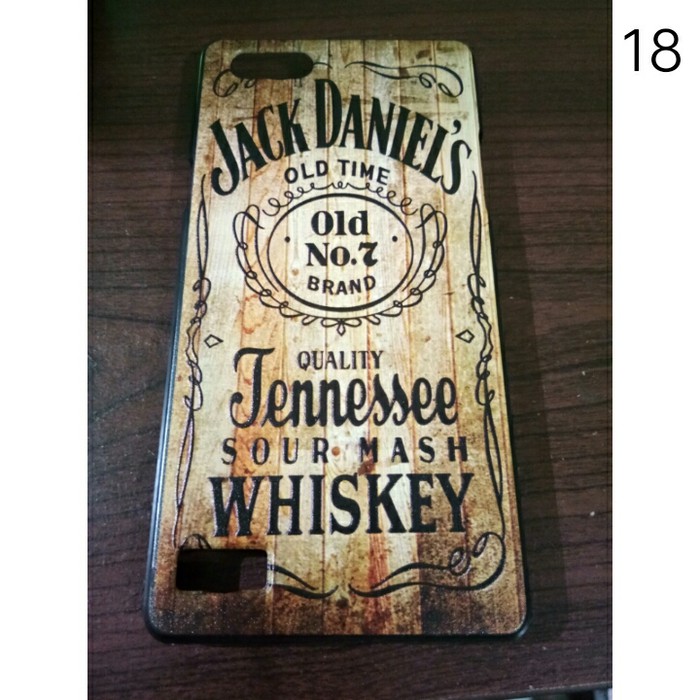 18
JACK DANIEL'S
OLD TIME
Old
No.7
BRAND
QUALITY
Tennessee
SOUR MASH
WHISKEY